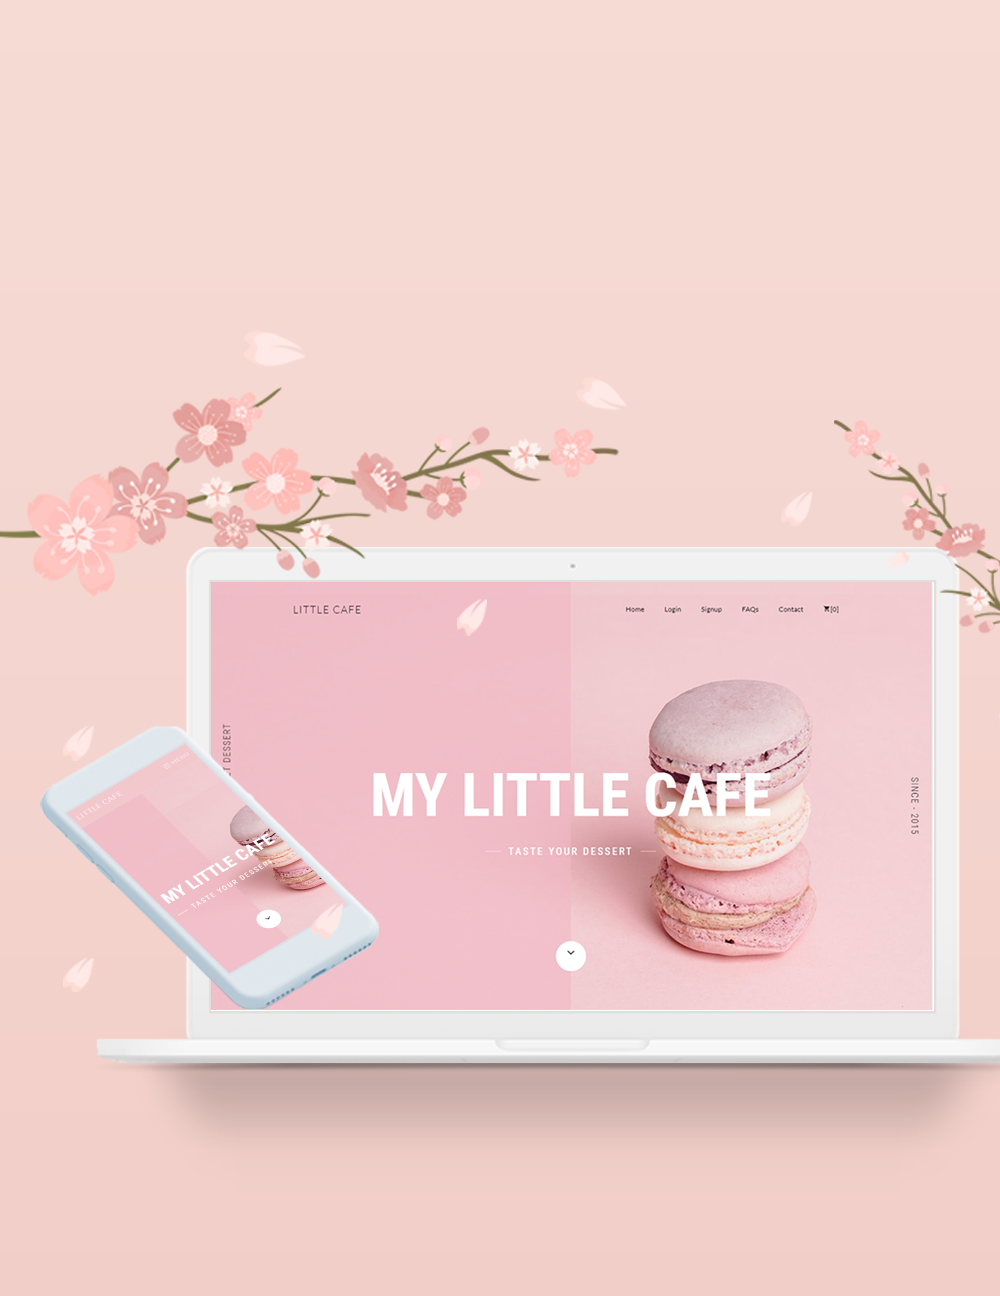 LITTLE CAFE
Home Login Signup FAQs Contact [0]
DESSERT
MY LITTLE CAFE
TASTE YOUR DESSERT
SINCE - 2015
LITTLE CAFE
MENU
MY LITTLE CAFE
TASTE YOUR DESSERT